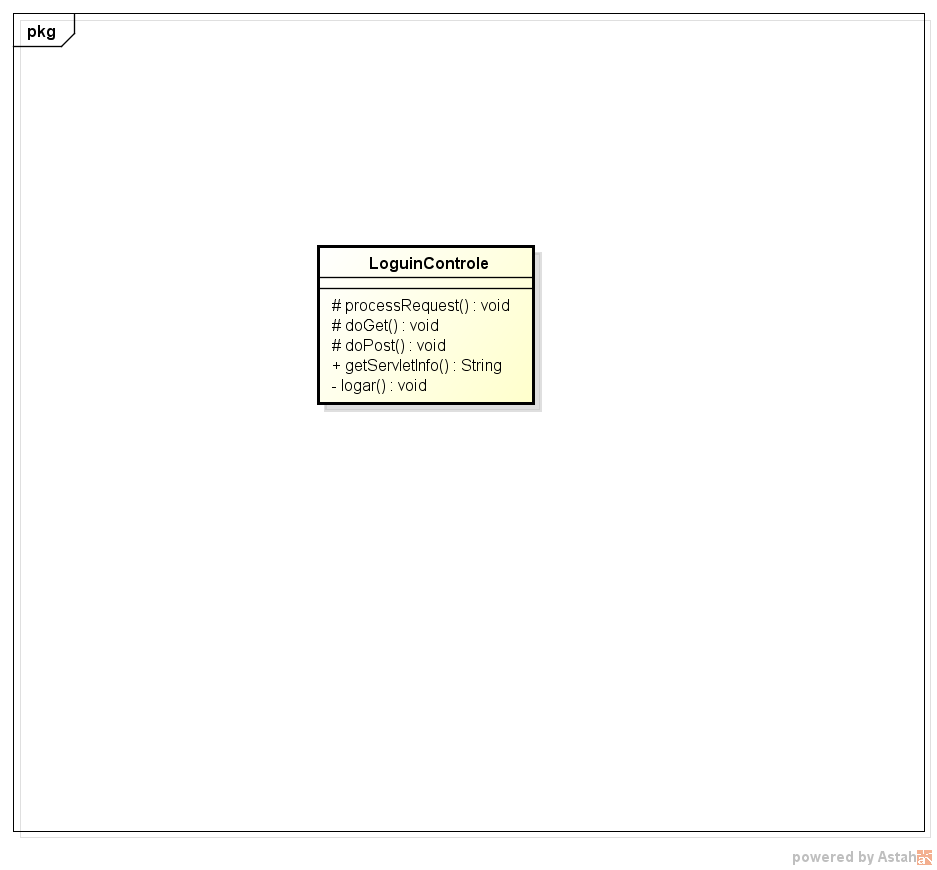 pkg
LoguinControle
# processRequest() : void
# doGet() : void
# doPost() : void
+ getServletInfo() : String
- logar() : void
powered by Astah